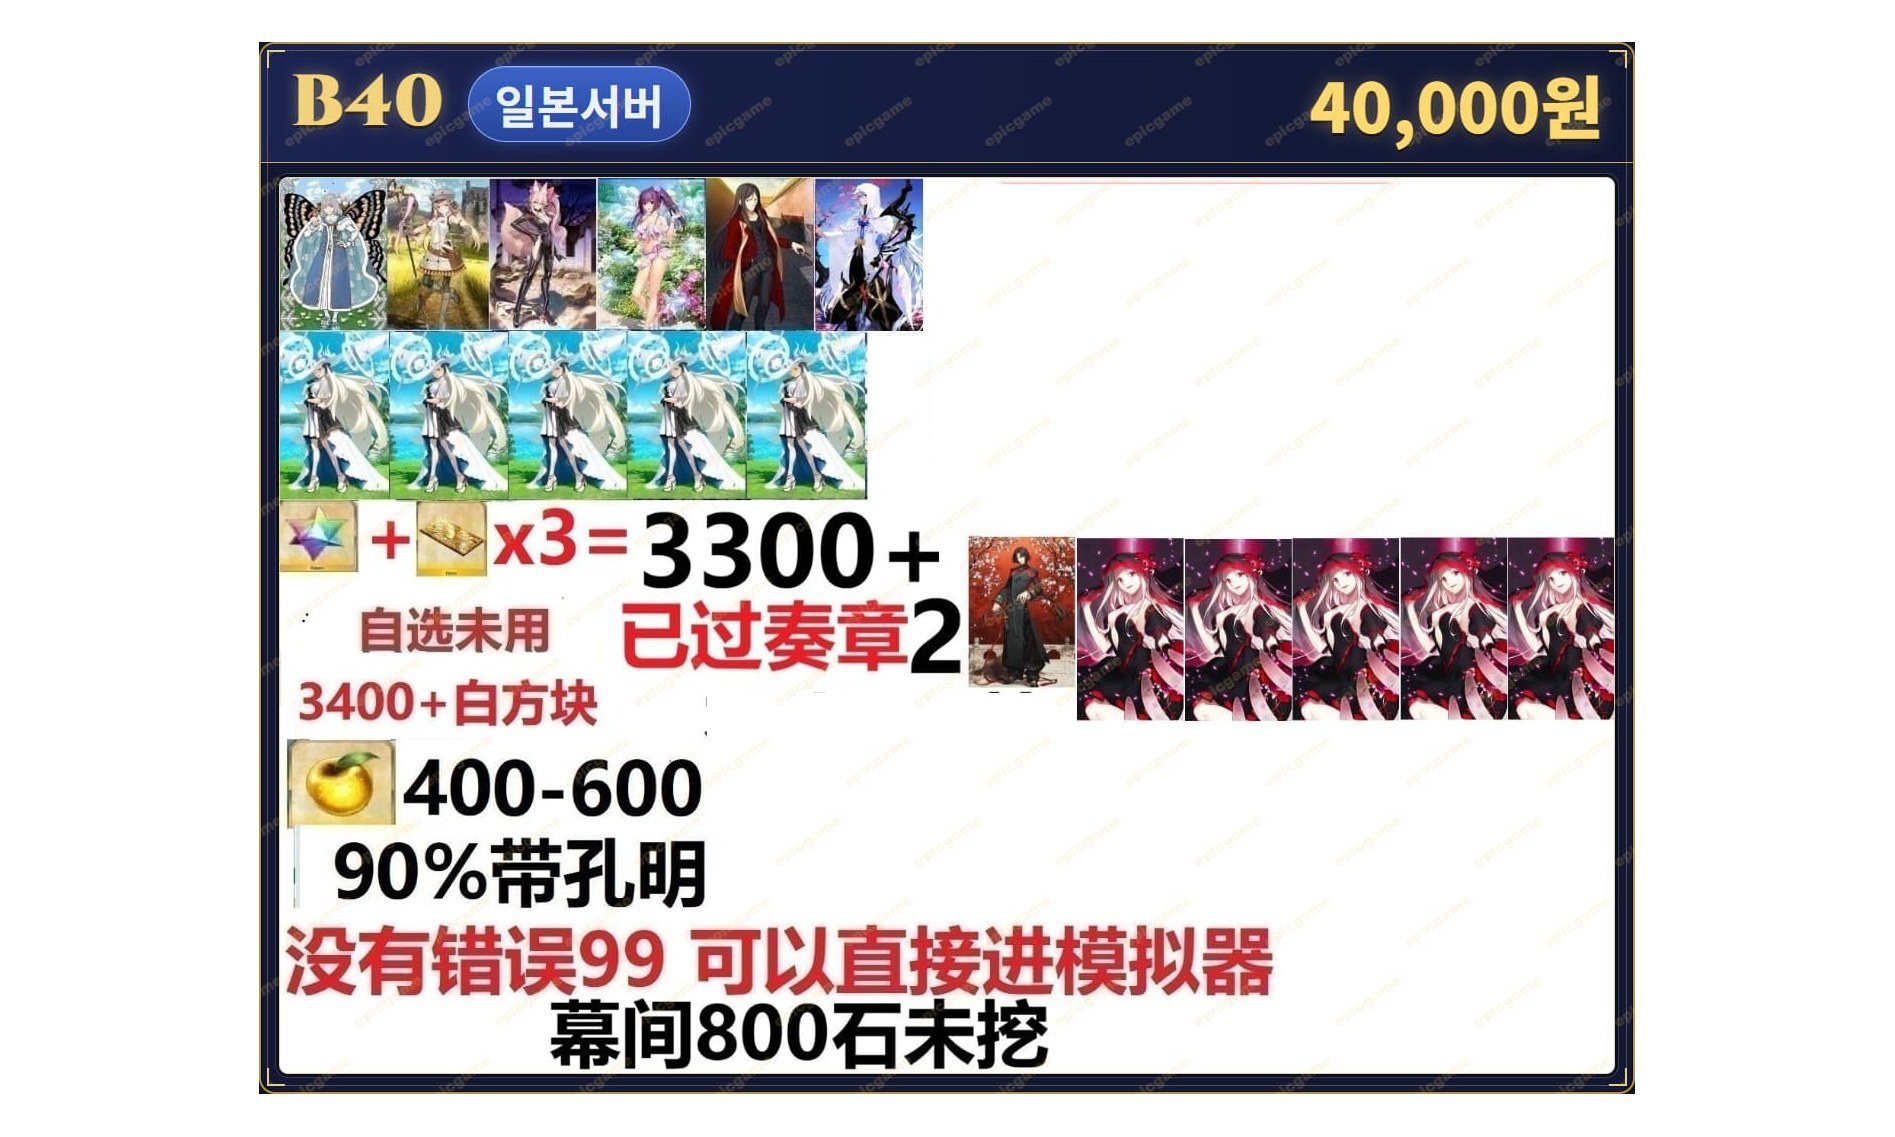 B40 일본서버 40,000원
+ x3= 3300+
自选未用 已过奏章2
3400+白方块
400-600
90%带孔明
没有错误99 可以直接进模拟器
幕间800石未挖
epicgame